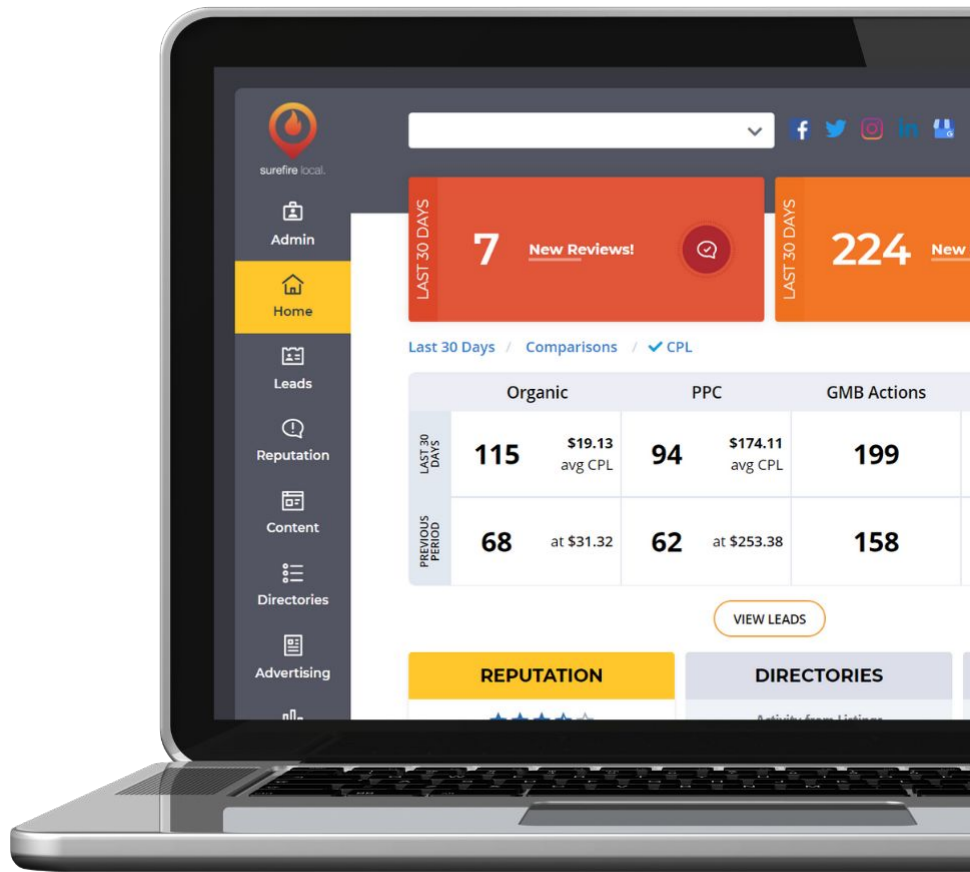 surefire local.
Admin
Home
Leads
Reputation
Content
Directories
Advertising
LAST 30 DAYS
7 New Reviews!
LAST 30 DAYS
224 New
Last 30 Days / Comparisons / CPL
Organic PPC GMB Actions
LAST 30
DAYS
115 $19.13 avg CPL 94 $174.11 avg CPL 199
PREVIOUS
PERIOD
68 at $31.32 62 at $253.38 158
VIEW LEADS
REPUTATION DIRECTORIES